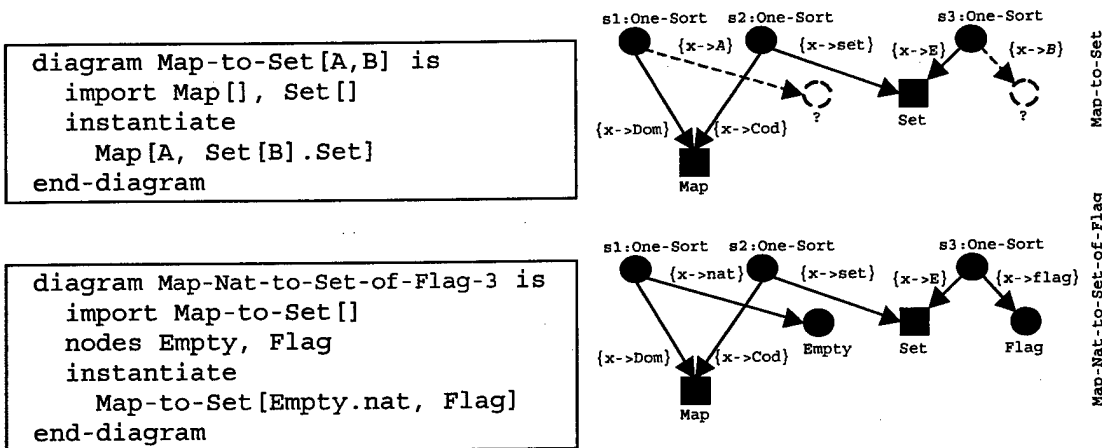 diagram Map-to-Set[A,B] is
import Map[], Set[]
instantiate
Map[A, Set[B].Set]
end-diagram
s1:One-Sort s2:One-Sort s3:One-Sort
{x->A} {x->set} {x->E} {x->B}
? Set ?
{x->Dom} {x->Cod}
Map
Map-to-Set
diagram Map-Nat-to-Set-of-Flag-3 is
import Map-to-Set[]
nodes Empty, Flag
instantiate
Map-to-Set[Empty.nat, Flag]
end-diagram
s1:One-Sort s2:One-Sort s3:One-Sort
{x->nat} {x->set} {x->E} {x->flag}
Empty Set Flag
{x->Dom} {x->Cod}
Map
Map-Nat-to-Set-of-Flag